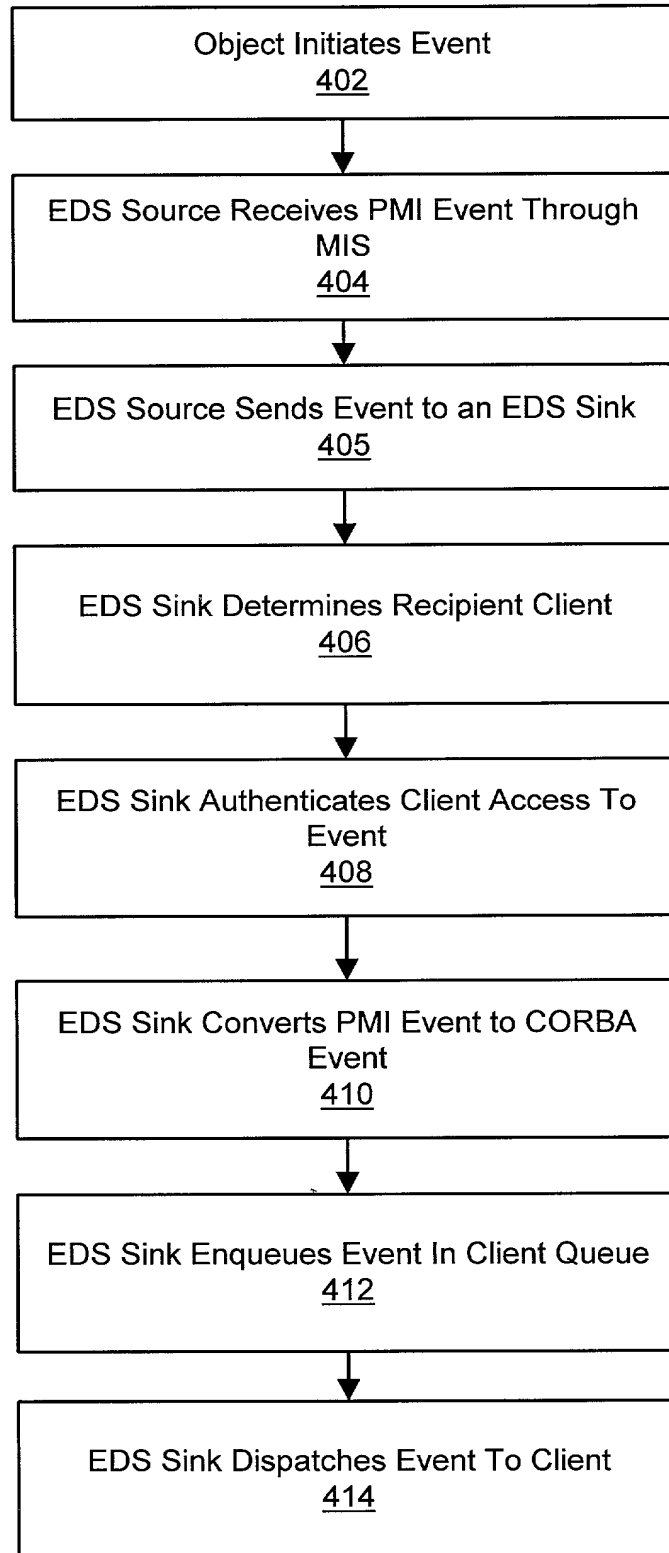 Object Initiates Event
402
EDS Source Receives PMI Event Through
MIS
404
EDS Source Sends Event to an EDS Sink
405
EDS Sink Determines Recipient Client
406
EDS Sink Authenticates Client Access To
Event
408
EDS Sink Converts PMI Event to CORBA
Event
410
EDS Sink Enqueues Event In Client Queue
412
EDS Sink Dispatches Event To Client
414